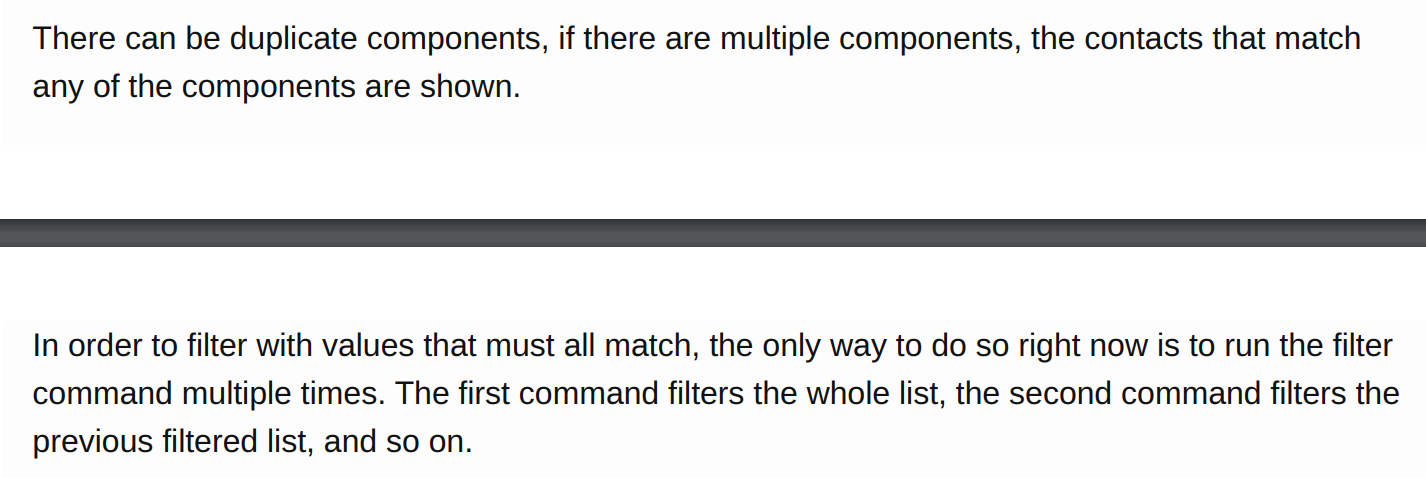 There can be duplicate components, if there are multiple components, the contacts that match
any of the components are shown.
In order to filter with values that must all match, the only way to do so right now is to run the filter
command multiple times. The first command filters the whole list, the second command filters the
previous filtered list, and so on.